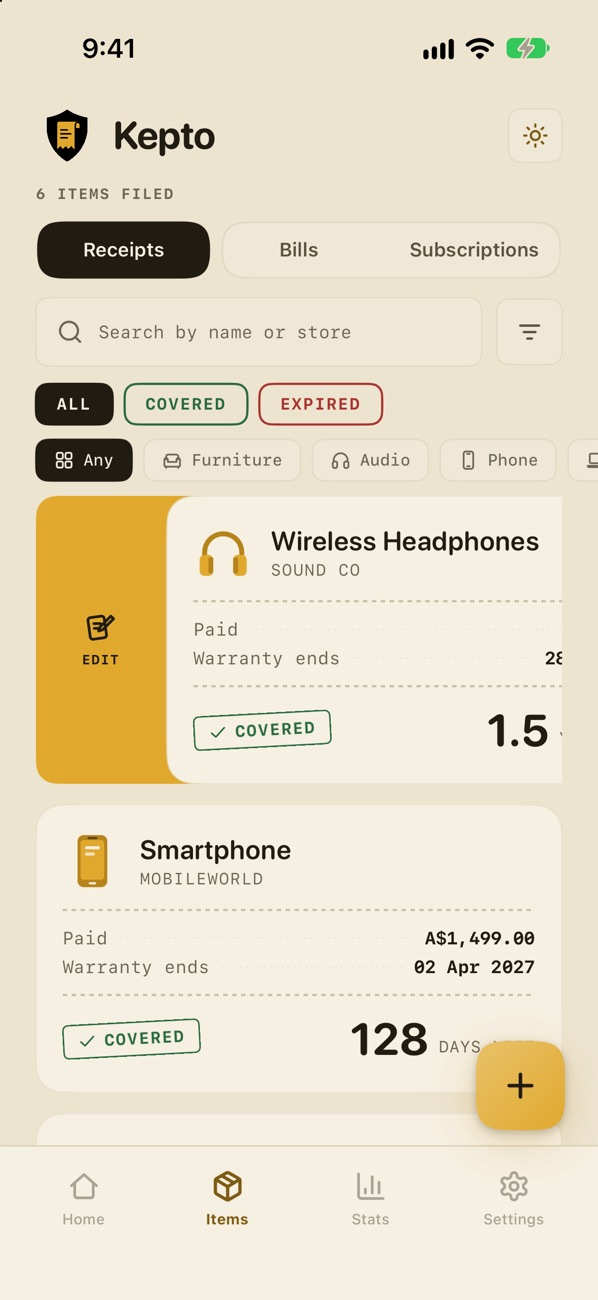 9:41
Kepto
6 ITEMS FILED
Receipts Bills Subscriptions
Search by name or store
ALL COVERED EXPIRED
Any Furniture Audio Phone
Wireless Headphones
SOUND CO
EDIT
Paid
Warranty ends 28
COVERED 1.5
Smartphone
MOBILEWORLD
Paid A$1,499.00
Warranty ends 02 Apr 2027
COVERED 128 DAYS
+
Home Items Stats Settings